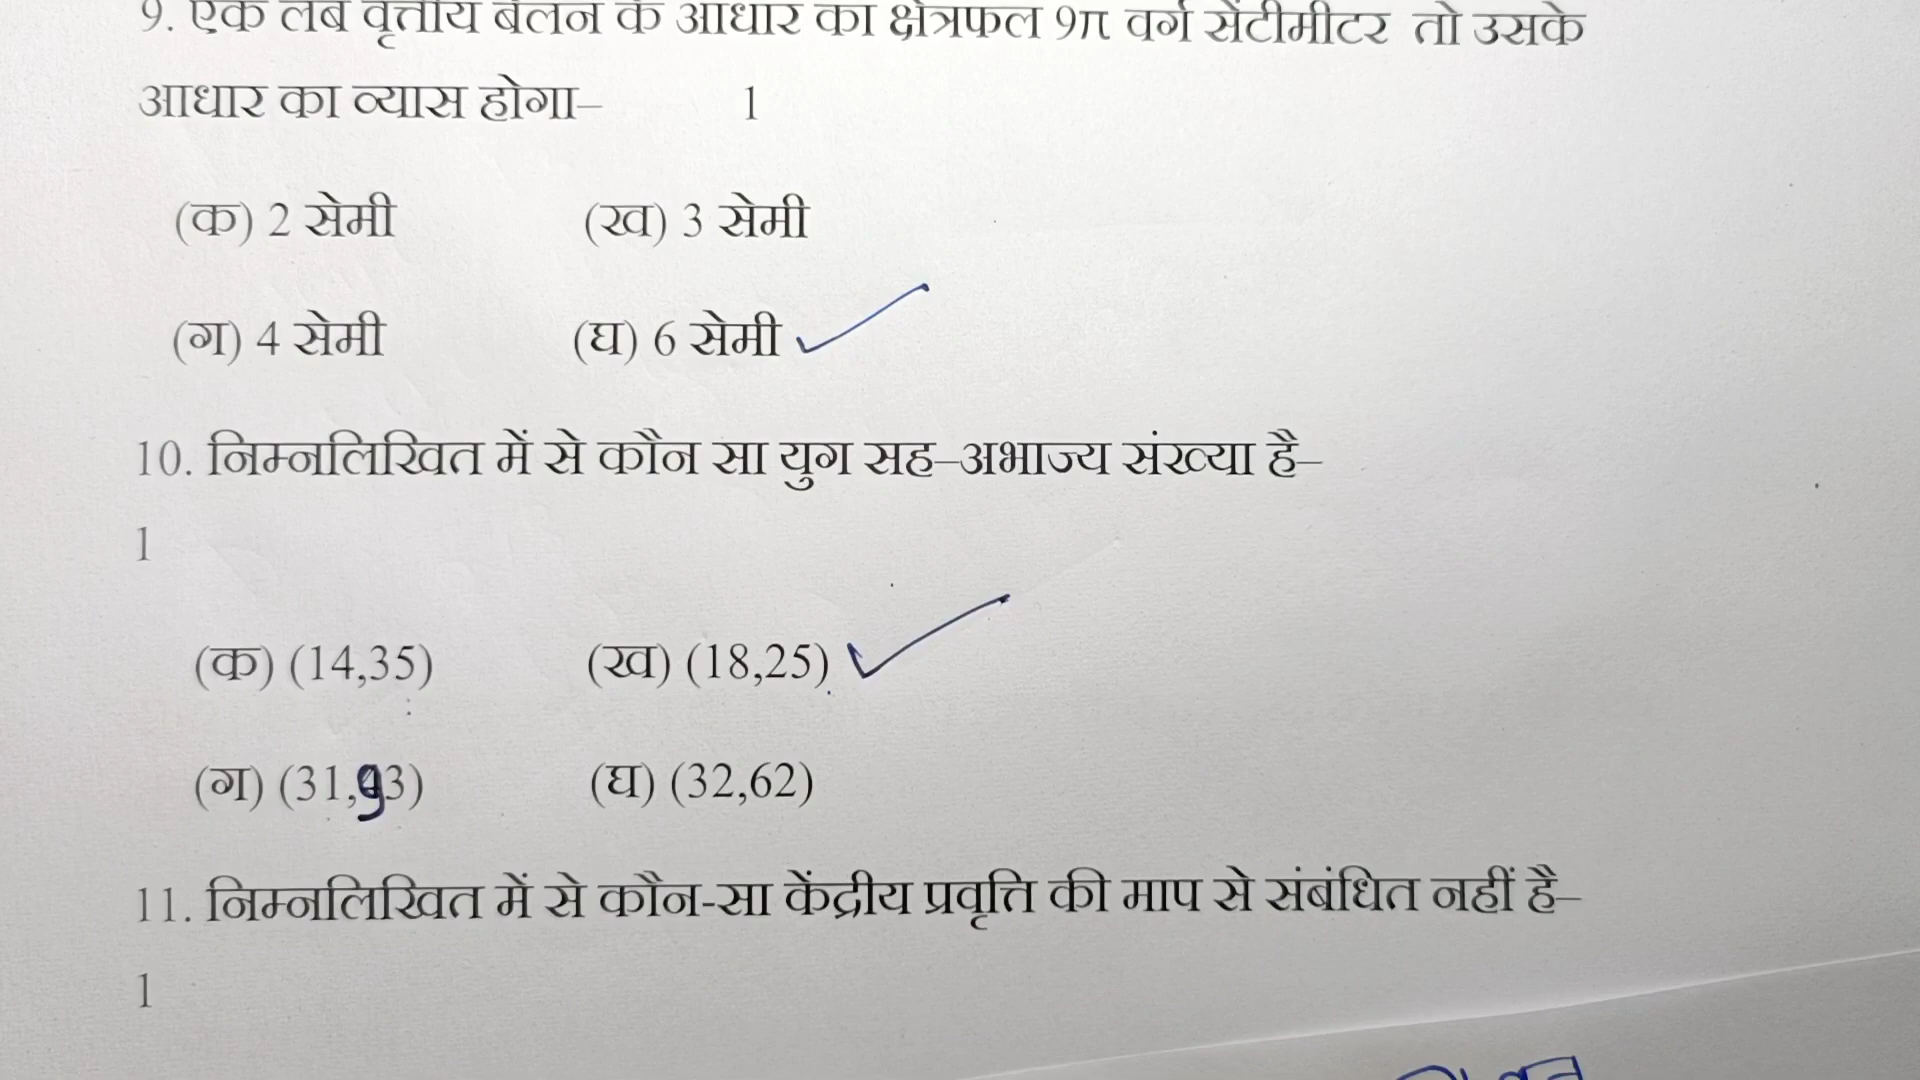 9. एक लंब वृत्तीय बेलन के आधार का क्षेत्रफल 9π वर्ग सेंटीमीटर तो उसके
आधार का व्यास होगा– 1
(क) 2 सेमी (ख) 3 सेमी
(ग) 4 सेमी (घ) 6 सेमी
10. निम्नलिखित में से कौन सा युग सह–अभाज्य संख्या है–
1
(क) (14,35) (ख) (18,25)
(ग) (31,93) (घ) (32,62)
11. निम्नलिखित में से कौन-सा केंद्रीय प्रवृत्ति की माप से संबंधित नहीं है–
1